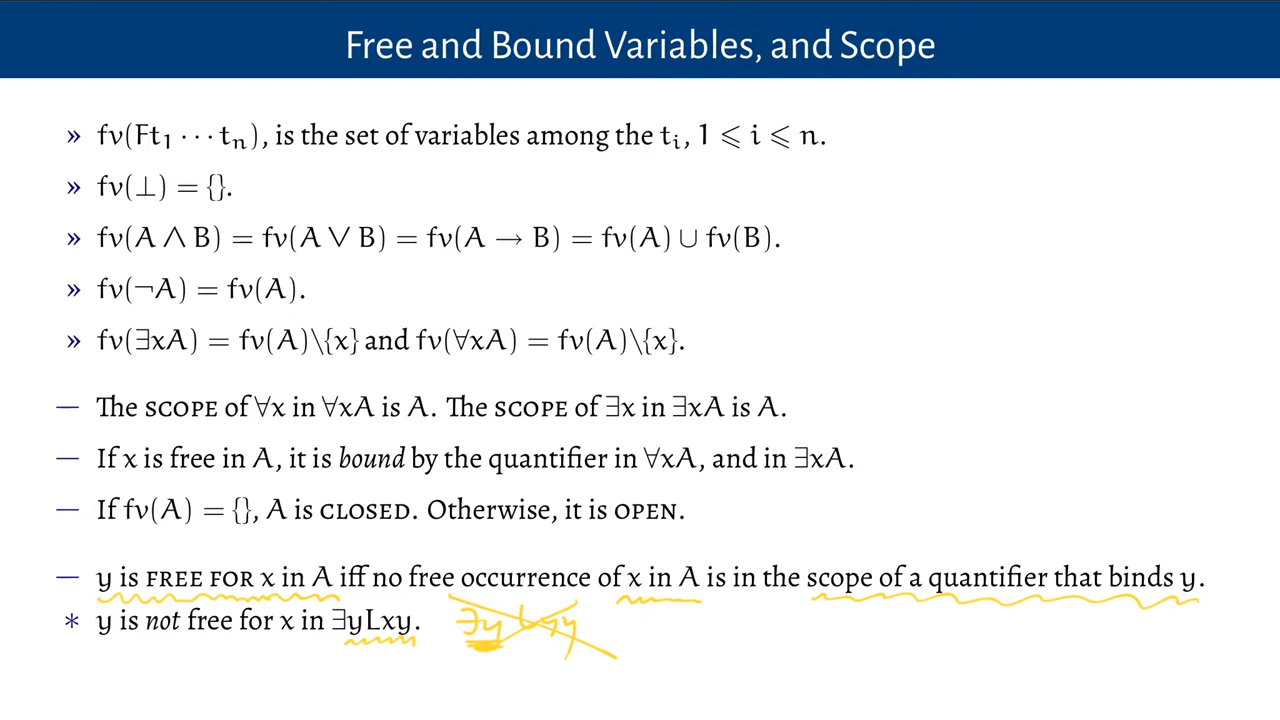 Free and Bound Variables, and Scope
» fv(Ft₁ ⋯ tₙ), is the set of variables among the tᵢ, 1 ⩽ i ⩽ n.
» fv(⊥) = {}.
» fv(A ∧ B) = fv(A ∨ B) = fv(A → B) = fv(A) ∪ fv(B).
» fv(¬A) = fv(A).
» fv(∃xA) = fv(A)\{x} and fv(∀xA) = fv(A)\{x}.
— The SCOPE of ∀x in ∀xA is A. The SCOPE of ∃x in ∃xA is A.
— If x is free in A, it is bound by the quantifier in ∀xA, and in ∃xA.
— If fv(A) = {}, A is CLOSED. Otherwise, it is OPEN.
— y is FREE FOR x in A iff no free occurrence of x in A is in the scope of a quantifier that binds y.
* y is not free for x in ∃yLxy. ∃y Lyy